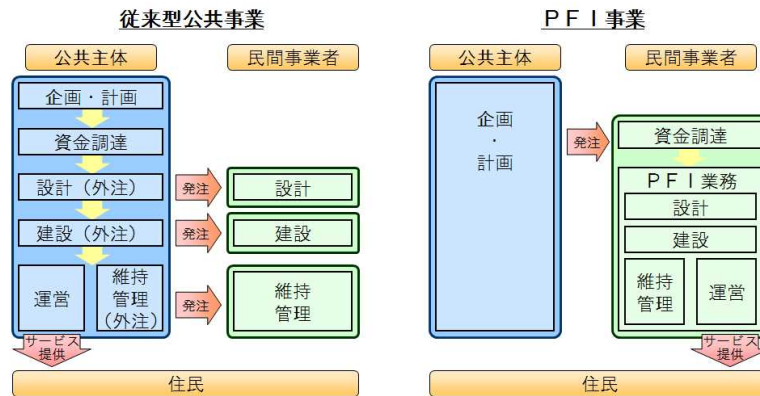 従来型公共事業
公共主体
民間事業者
企画・計画
資金調達
設計（外注）
発注
設計
建設（外注）
発注
建設
運営
維持
管理
（外注）
発注
維持
管理
サービス
提供
住民
ＰＦＩ事業
公共主体
民間事業者
企画
・
計画
発注
資金調達
ＰＦＩ業務
設計
建設
維持
管理
運営
サービス
提供
住民